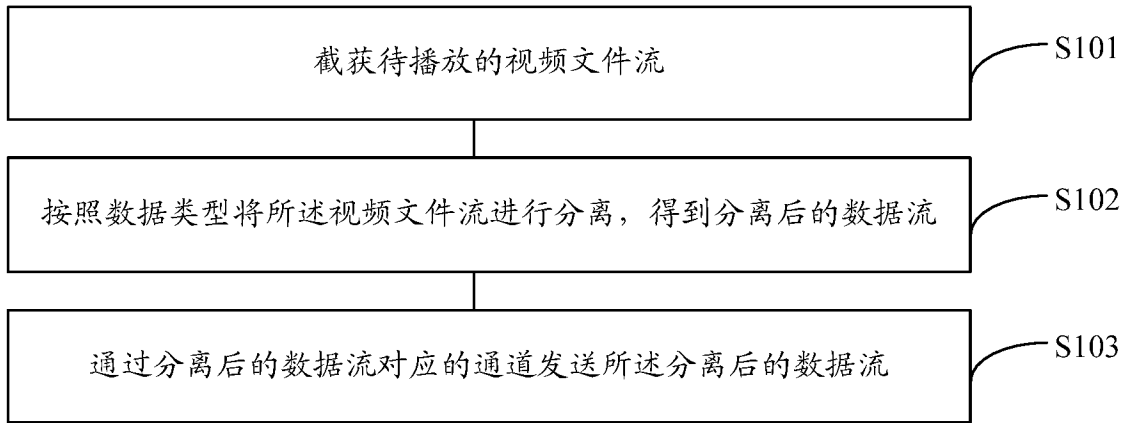 截获待播放的视频文件流
S101
按照数据类型将所述视频文件流进行分离，得到分离后的数据流
S102
通过分离后的数据流对应的通道发送所述分离后的数据流
S103